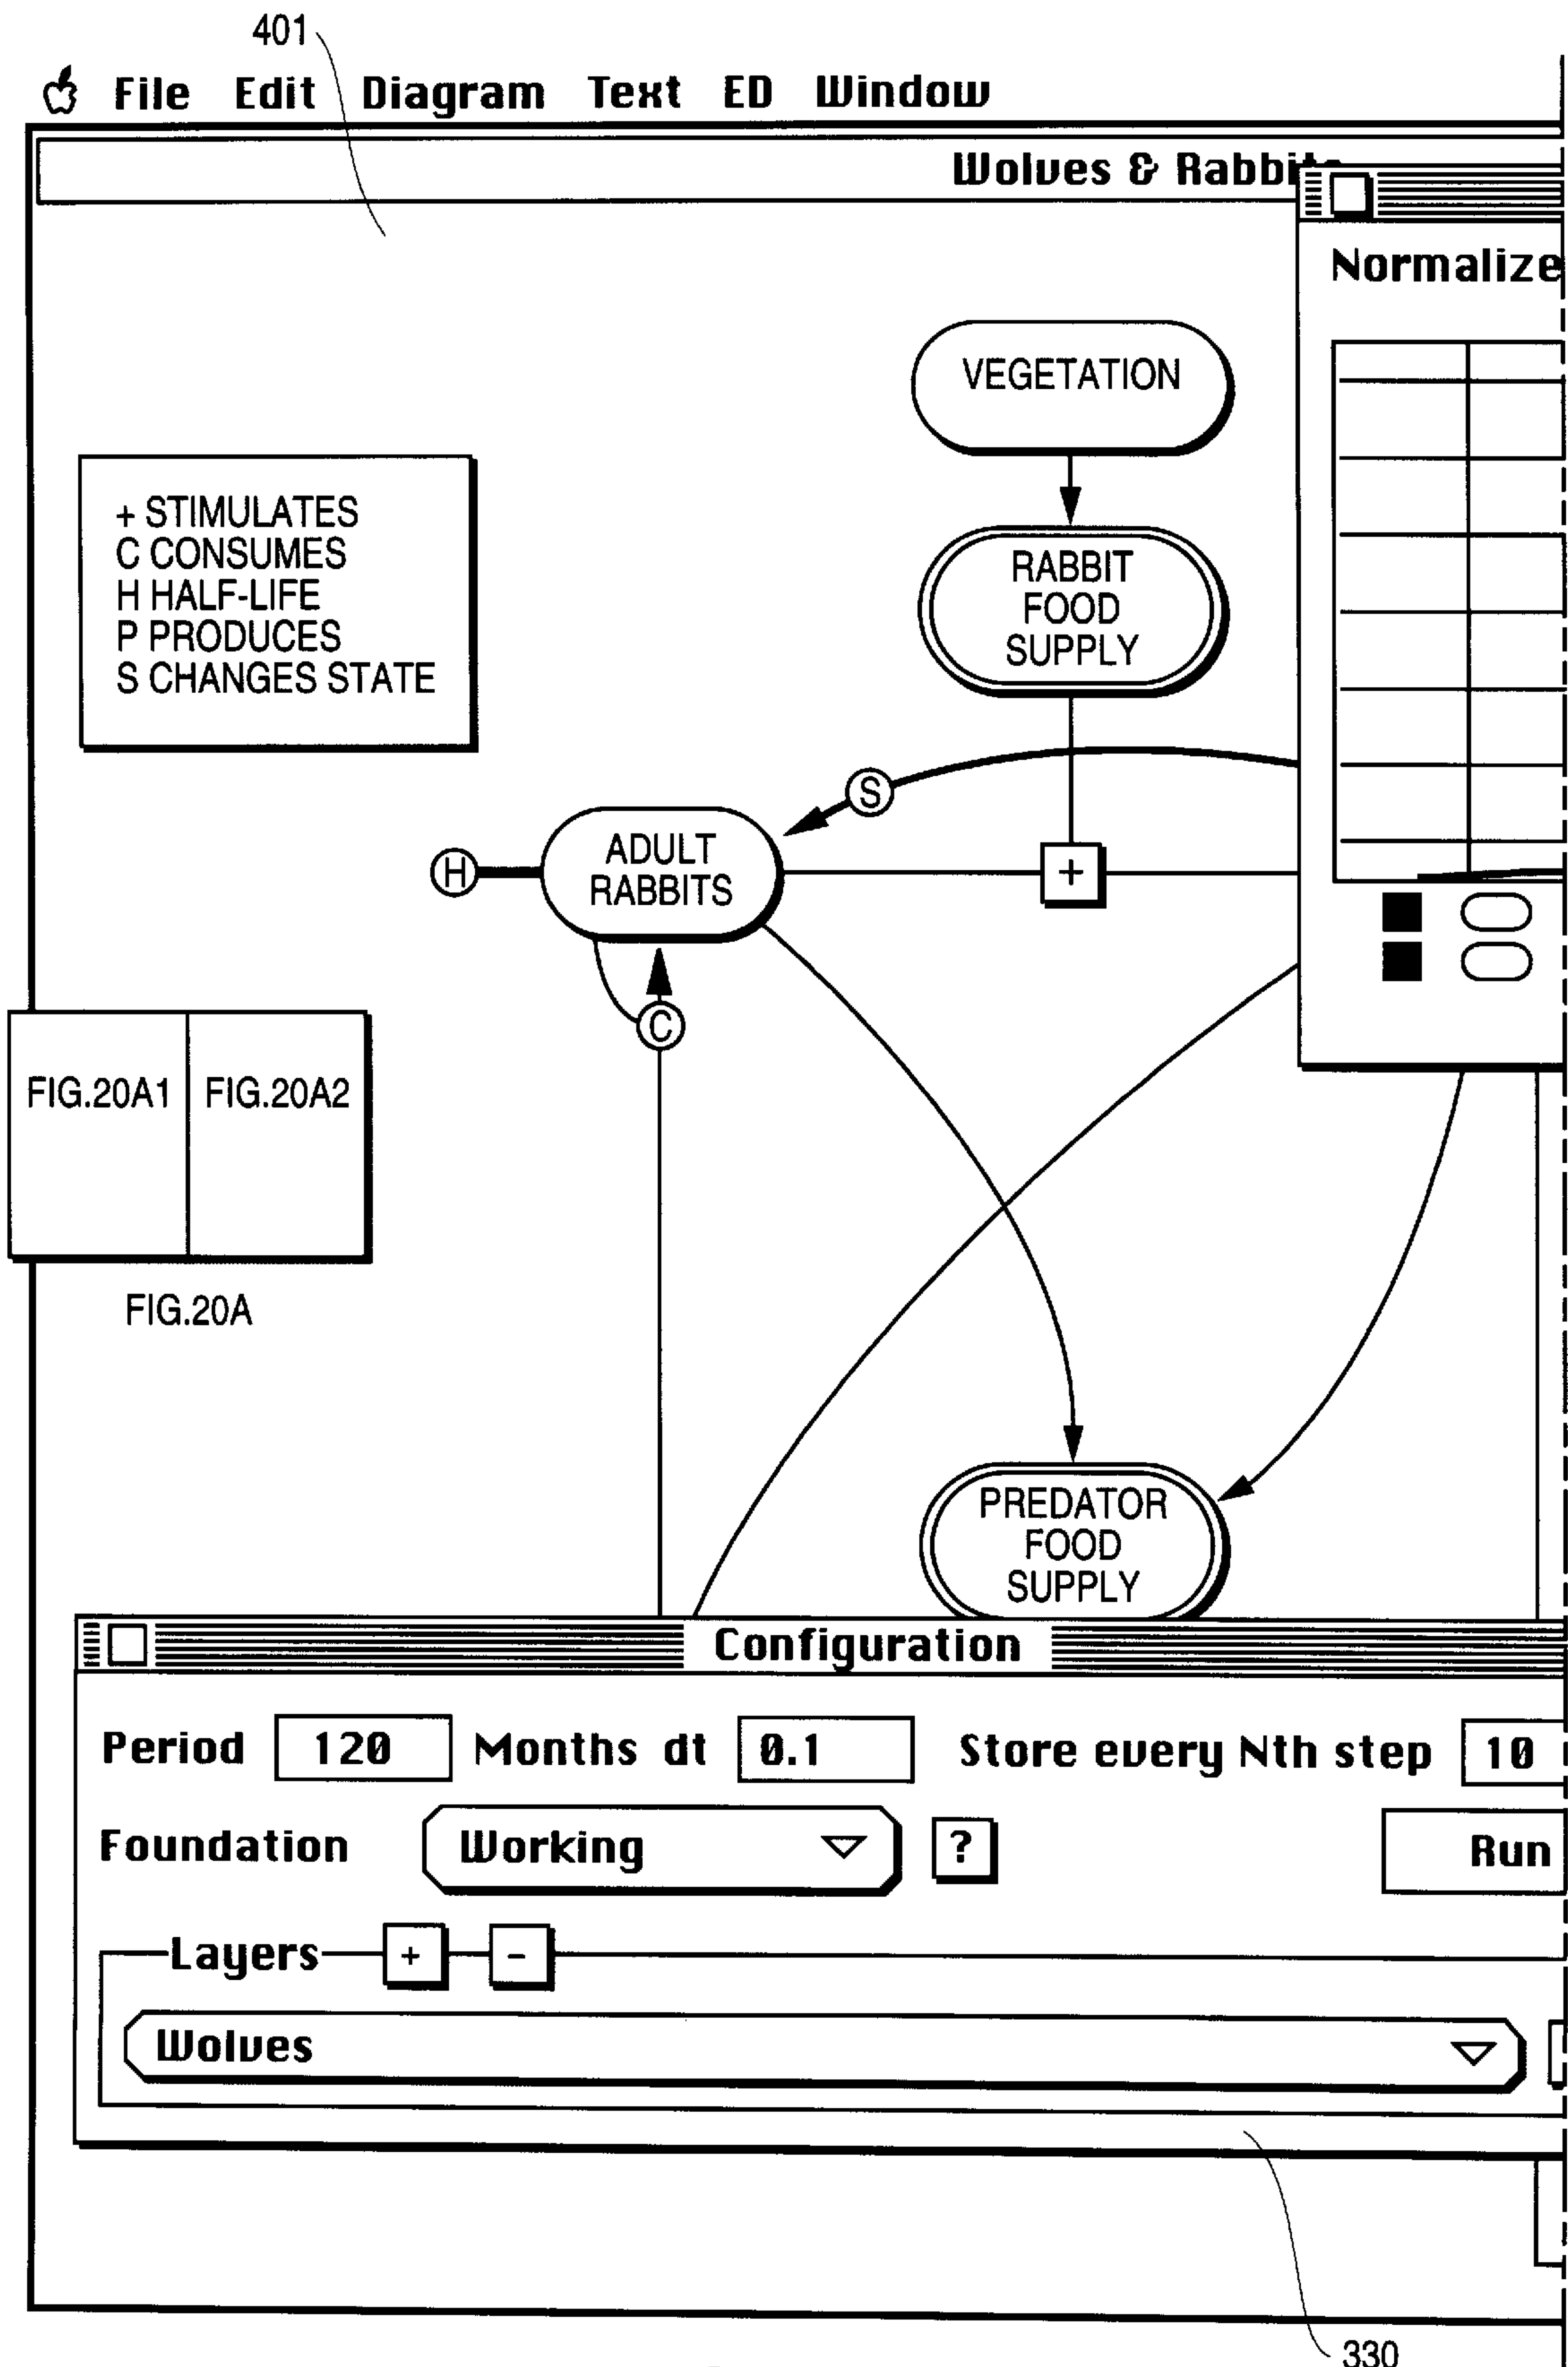 401
File Edit Diagram Text ED Window
Wolves & Rabbits
Normalize
VEGETATION
+ STIMULATES
C CONSUMES
H HALF-LIFE
P PRODUCES
S CHANGES STATE
RABBIT
FOOD
SUPPLY
S
H
ADULT
RABBITS
+
C
FIG.20A1 FIG.20A2
FIG.20A
PREDATOR
FOOD
SUPPLY
Configuration
Period 120 Months dt 0.1 Store every Nth step 10
Foundation Working ? Run
Layers + -
Wolves
330